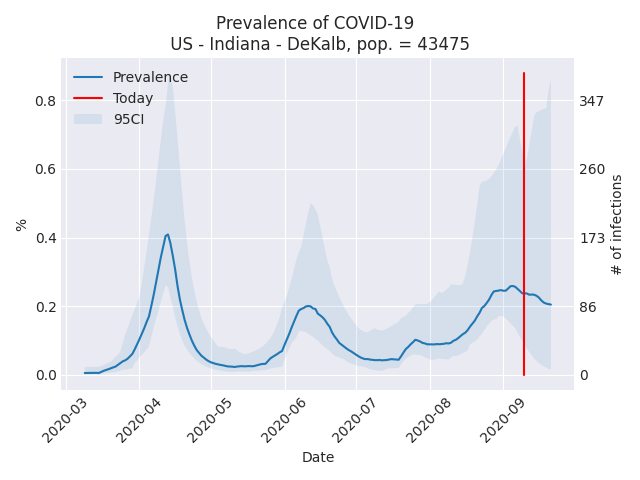 Prevalence of COVID-19
US - Indiana - DeKalb, pop. = 43475
Prevalence
Today
95CI
0.8
0.6
0.4
0.2
0.0
%
347
260
173
86
0
# of infections
2020-03
2020-04
2020-05
2020-06
2020-07
2020-08
2020-09
Date